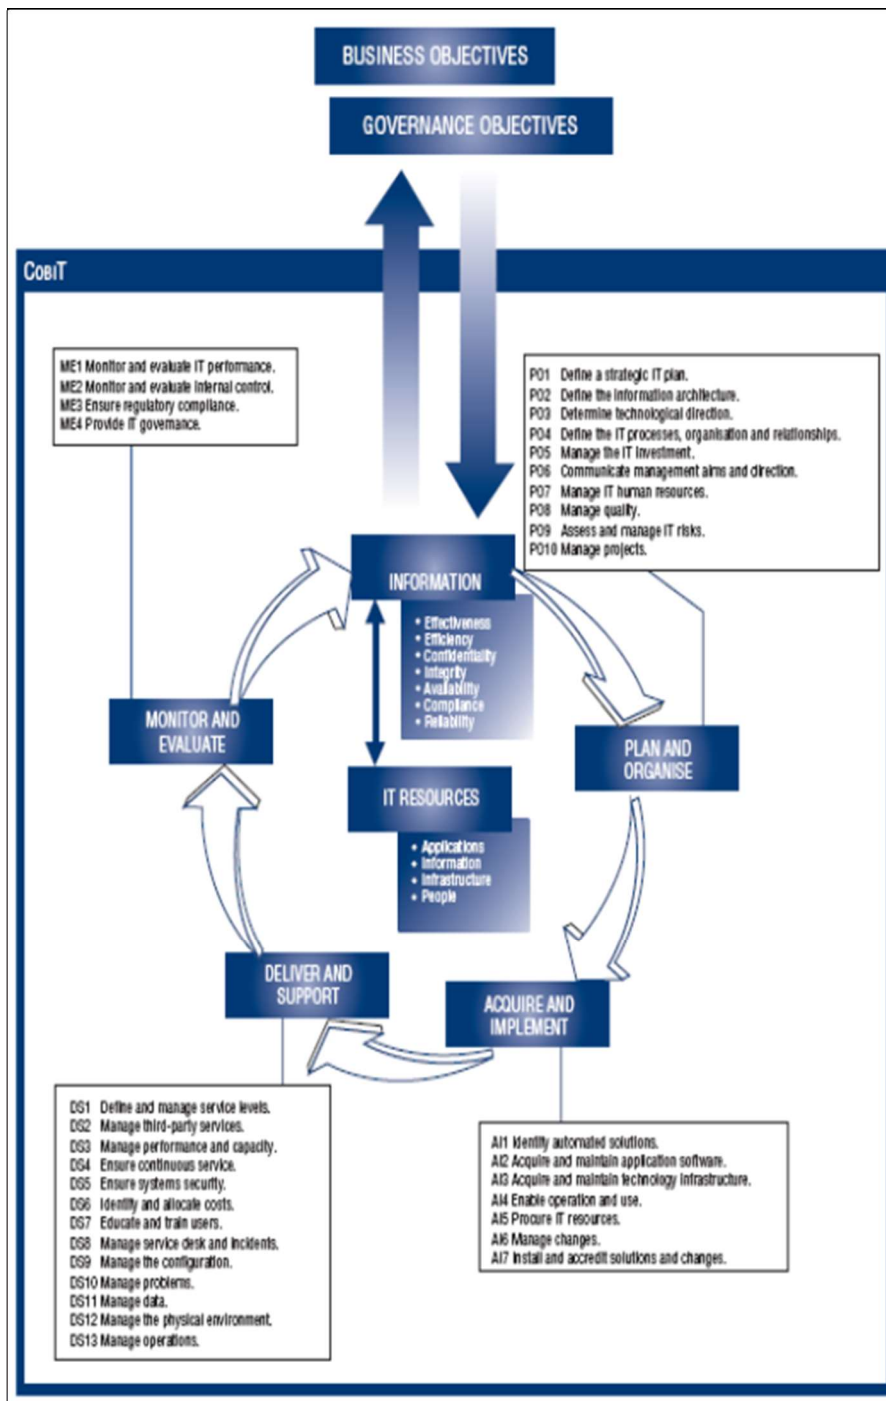 BUSINESS OBJECTIVES
GOVERNANCE OBJECTIVES
COBIT
ME1 Monitor and evaluate IT performance.
ME2 Monitor and evaluate internal control.
ME3 Ensure regulatory compliance.
ME4 Provide IT governance.
PO1 Define a strategic IT plan.
PO2 Define the information architecture.
PO3 Determine technological direction.
PO4 Define the IT processes, organisation and relationships.
PO5 Manage the IT investment.
PO6 Communicate management aims and direction.
PO7 Manage IT human resources.
PO8 Manage quality.
PO9 Assess and manage IT risks.
PO10 Manage projects.
INFORMATION
• Effectiveness
• Efficiency
• Confidentiality
• Integrity
• Availability
• Compliance
• Reliability
MONITOR AND
EVALUATE
PLAN AND
ORGANISE
IT RESOURCES
• Applications
• Information
• Infrastructure
• People
DELIVER AND
SUPPORT
ACQUIRE AND
IMPLEMENT
DS1 Define and manage service levels.
DS2 Manage third-party services.
DS3 Manage performance and capacity.
DS4 Ensure continuous service.
DS5 Ensure systems security.
DS6 Identify and allocate costs.
DS7 Educate and train users.
DS8 Manage service desk and incidents.
DS9 Manage the configuration.
DS10 Manage problems.
DS11 Manage data.
DS12 Manage the physical environment.
DS13 Manage operations.
AI1 Identify automated solutions.
AI2 Acquire and maintain application software.
AI3 Acquire and maintain technology infrastructure.
AI4 Enable operation and use.
AI5 Procure IT resources.
AI6 Manage changes.
AI7 Install and accredit solutions and changes.